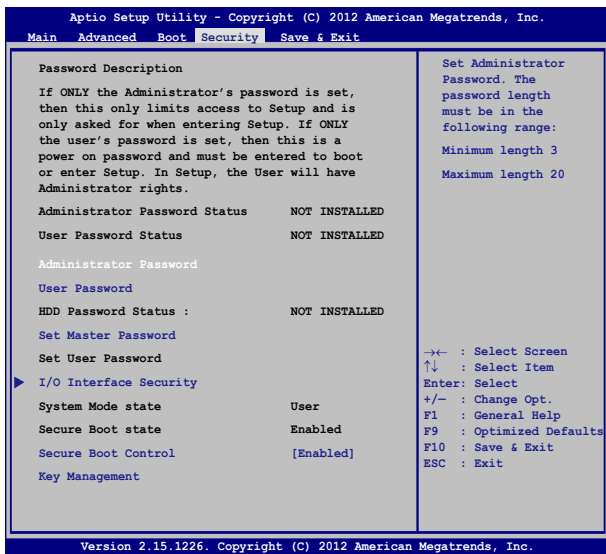 Aptio Setup Utility - Copyright (C) 2012 American Megatrends, Inc.
Main Advanced Boot Security Save & Exit
Password Description
If ONLY the Administrator's password is set,
then this only limits access to Setup and is
only asked for when entering Setup. If ONLY
the user's password is set, then this is a
power on password and must be entered to boot
or enter Setup. In Setup, the User will have
Administrator rights.
Administrator Password Status NOT INSTALLED
User Password Status NOT INSTALLED
Administrator Password
User Password
HDD Password Status : NOT INSTALLED
Set Master Password
Set User Password
I/O Interface Security
System Mode state User
Secure Boot state Enabled
Secure Boot Control [Enabled]
Key Management
Set Administrator
Password. The
password length
must be in the
following range:
Minimum length 3
Maximum length 20
→← : Select Screen
↑↓ : Select Item
Enter: Select
+/— : Change Opt.
F1 : General Help
F9 : Optimized Defaults
F10 : Save & Exit
ESC : Exit
Version 2.15.1226. Copyright (C) 2012 American Megatrends, Inc.